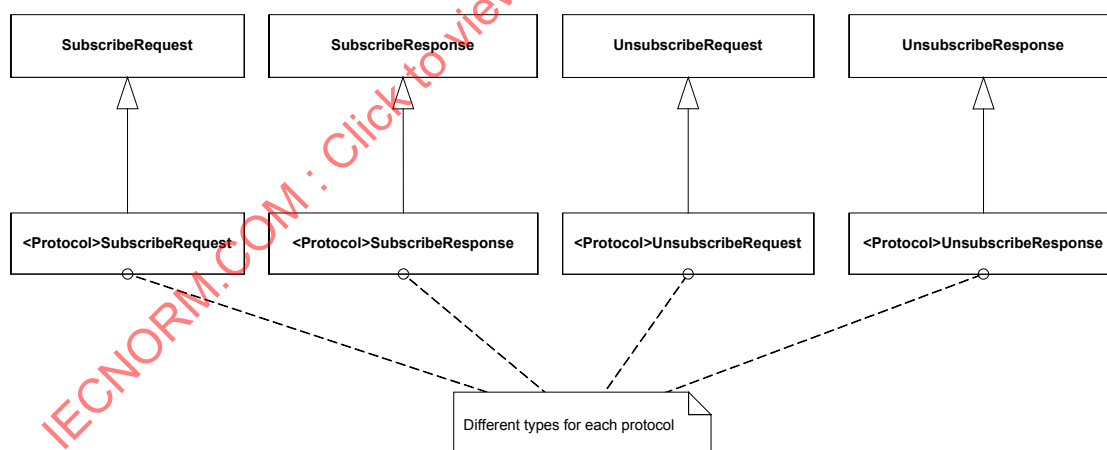 SubscribeRequest
SubscribeResponse
UnsubscribeRequest
UnsubscribeResponse
<Protocol>SubscribeRequest
<Protocol>SubscribeResponse
<Protocol>UnsubscribeRequest
<Protocol>UnsubscribeResponse
Different types for each protocol
IECNORM.COM : Click to view